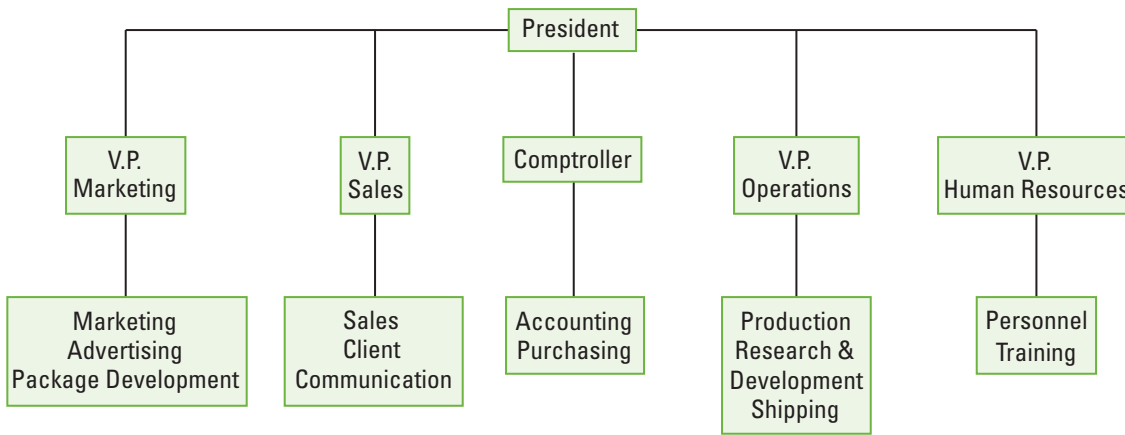 President
V.P.
Marketing
V.P.
Sales
Comptroller
V.P.
Operations
V.P.
Human Resources
Marketing
Advertising
Package Development
Sales
Client
Communication
Accounting
Purchasing
Production
Research &
Development
Shipping
Personnel
Training